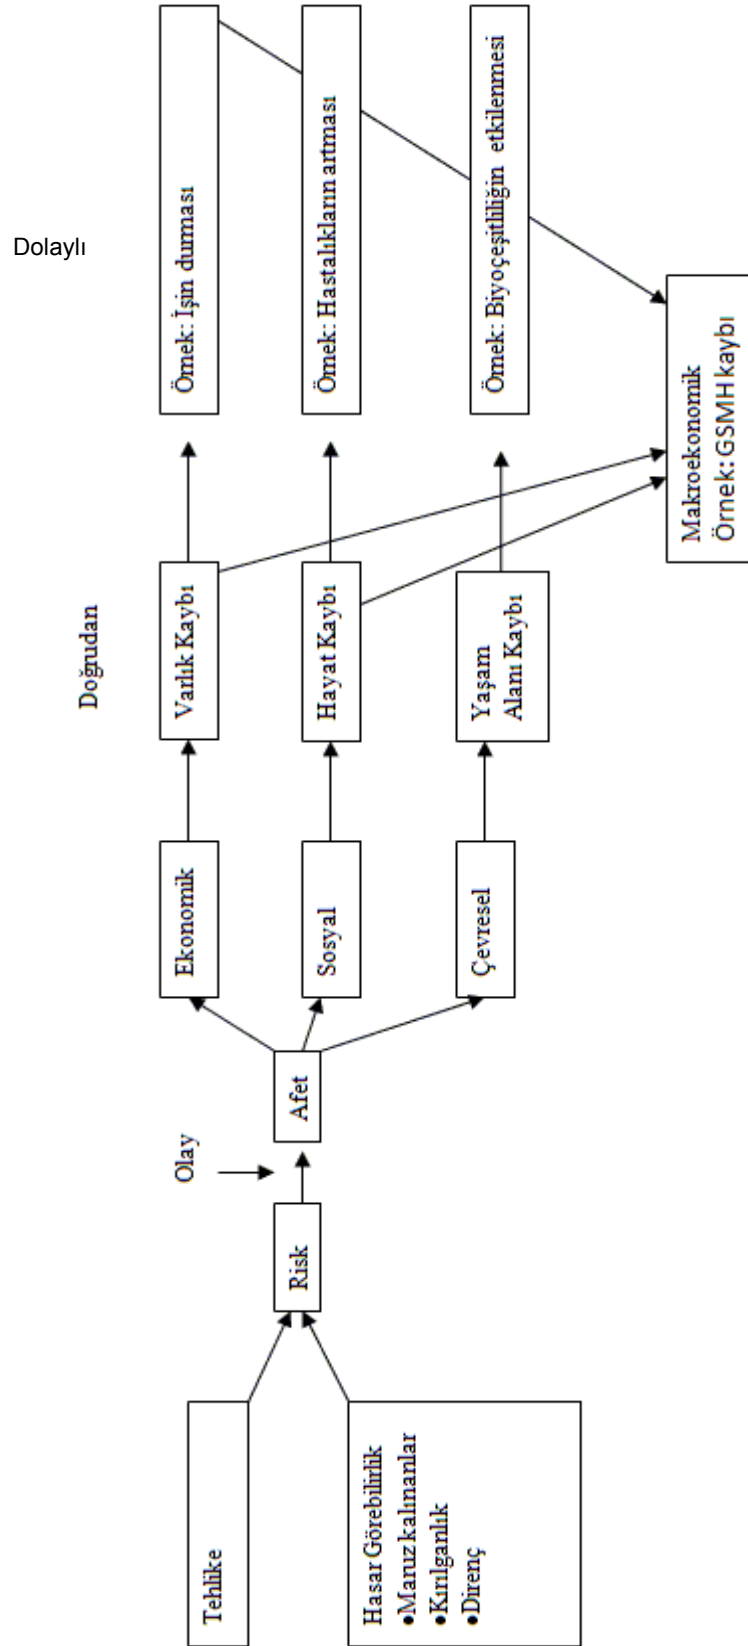 Tehlike
Hasar Görebilirlik
●Maruz kalınanlar
●Kırılganlık
●Direnç
Risk
Olay
Afet
Ekonomik
Sosyal
Çevresel
Doğrudan
Varlık Kaybı
Hayat Kaybı
Yaşam
Alanı Kaybı
Dolaylı
Örnek: İşin durması
Örnek: Hastalıkların artması
Örnek: Biyoçeşitliliğin etkilenmesi
Makroekonomik
Örnek: GSMH kaybı